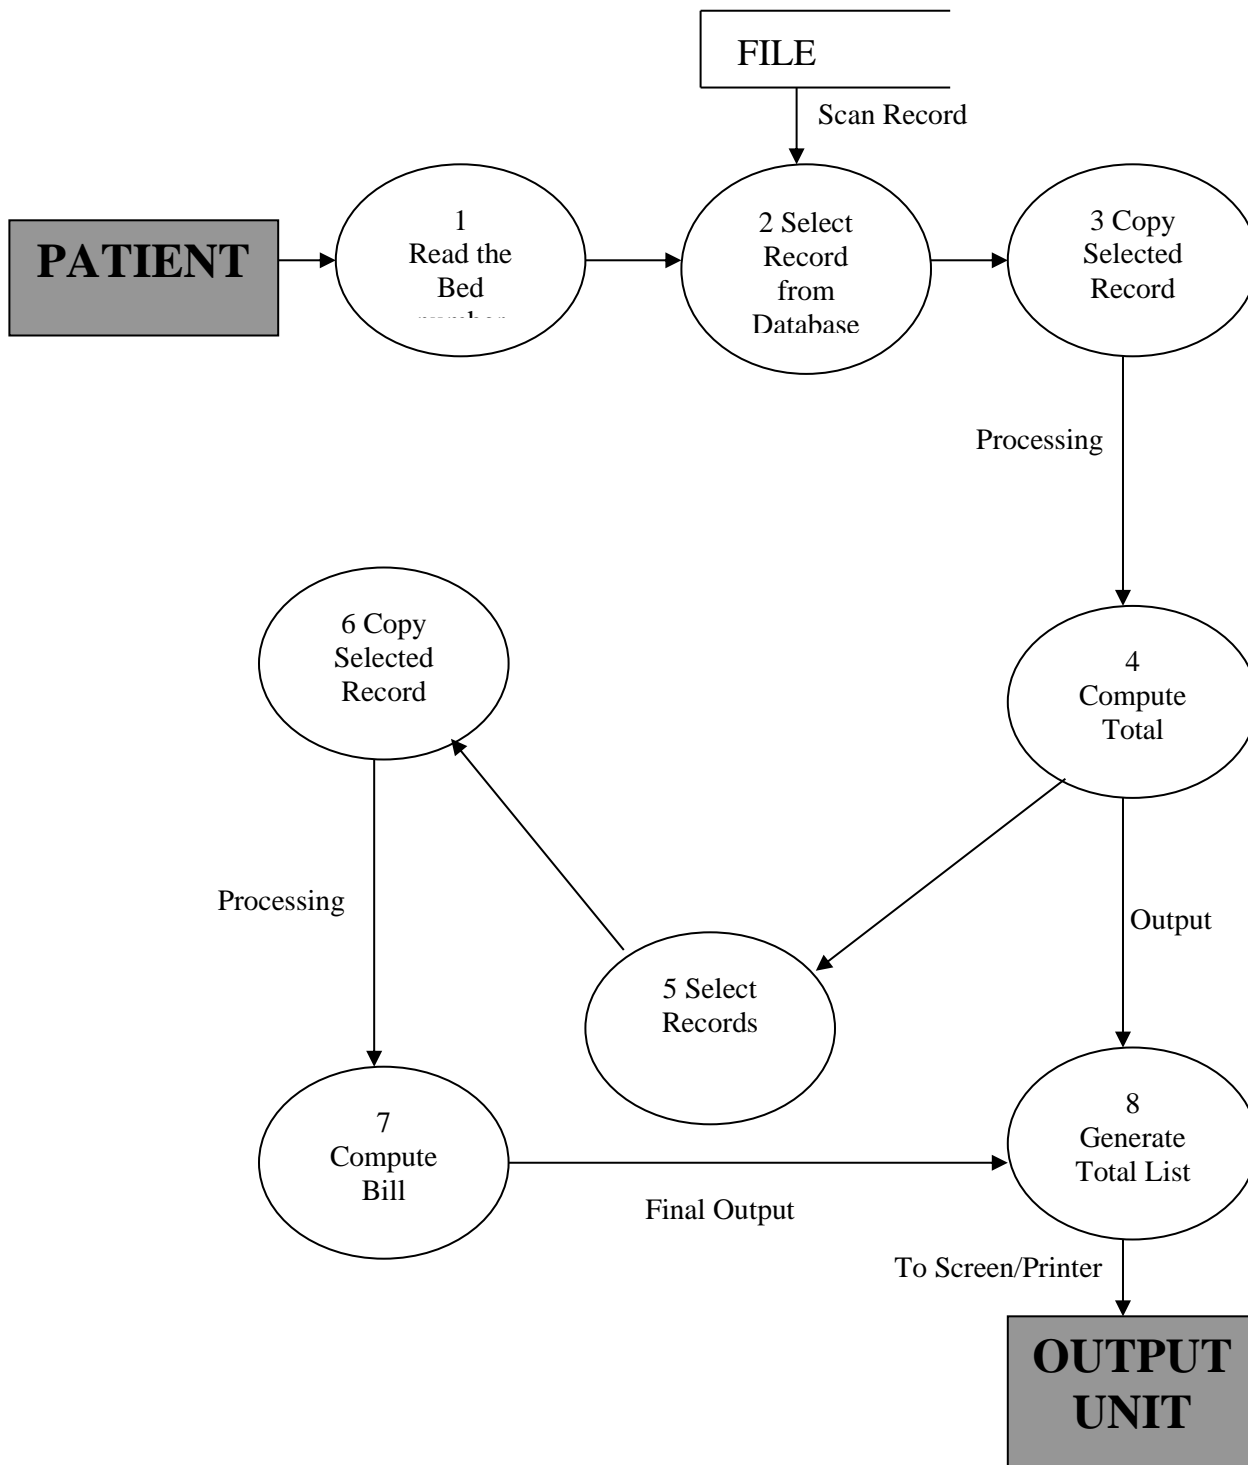 FILE
Scan Record
PATIENT
1
Read the
Bed
number
2 Select
Record
from
Database
3 Copy
Selected
Record
Processing
6 Copy
Selected
Record
4
Compute
Total
Processing
Output
5 Select
Records
7
Compute
Bill
8
Generate
Total List
Final Output
To Screen/Printer
OUTPUT
UNIT